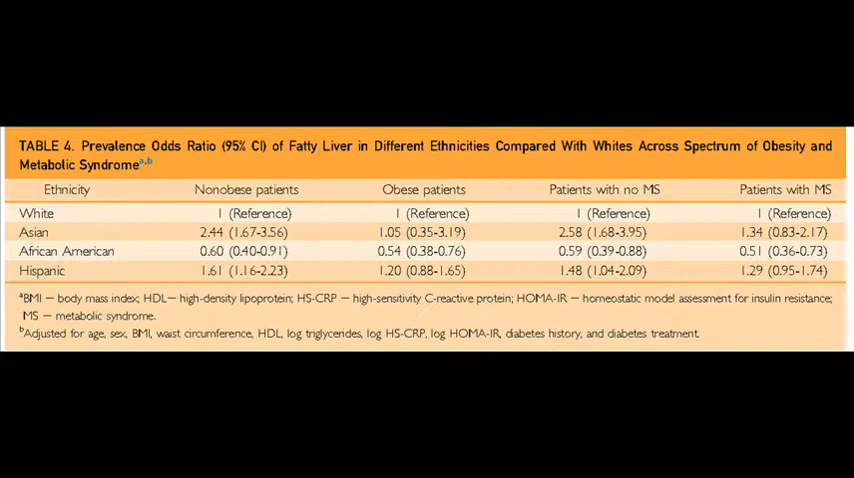 TABLE 4. Prevalence Odds Ratio (95% CI) of Fatty Liver in Different Ethnicities Compared With Whites Across Spectrum of Obesity and
Metabolic Syndromeᵃ,ᵇ
Ethnicity Nonobese patients Obese patients Patients with no MS Patients with MS
White 1 (Reference) 1 (Reference) 1 (Reference) 1 (Reference)
Asian 2.44 (1.67-3.56) 1.05 (0.35-3.19) 2.58 (1.68-3.95) 1.34 (0.83-2.17)
African American 0.60 (0.40-0.91) 0.54 (0.38-0.76) 0.59 (0.39-0.88) 0.51 (0.36-0.73)
Hispanic 1.61 (1.16-2.23) 1.20 (0.88-1.65) 1.48 (1.04-2.09) 1.29 (0.95-1.74)
ᵃBMI = body mass index; HDL= high-density lipoprotein; HS-CRP = high-sensitivity C-reactive protein; HOMA-IR = homeostatic model assessment for insulin resistance;
MS = metabolic syndrome.
ᵇAdjusted for age, sex, BMI, waist circumference, HDL, log triglycerides, log HS-CRP, log HOMA-IR, diabetes history, and diabetes treatment.